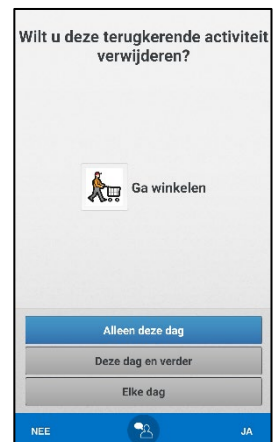 Wilt u deze terugkerende activiteit
verwijderen?
Ga winkelen
Alleen deze dag
Deze dag en verder
Elke dag
NEE
JA